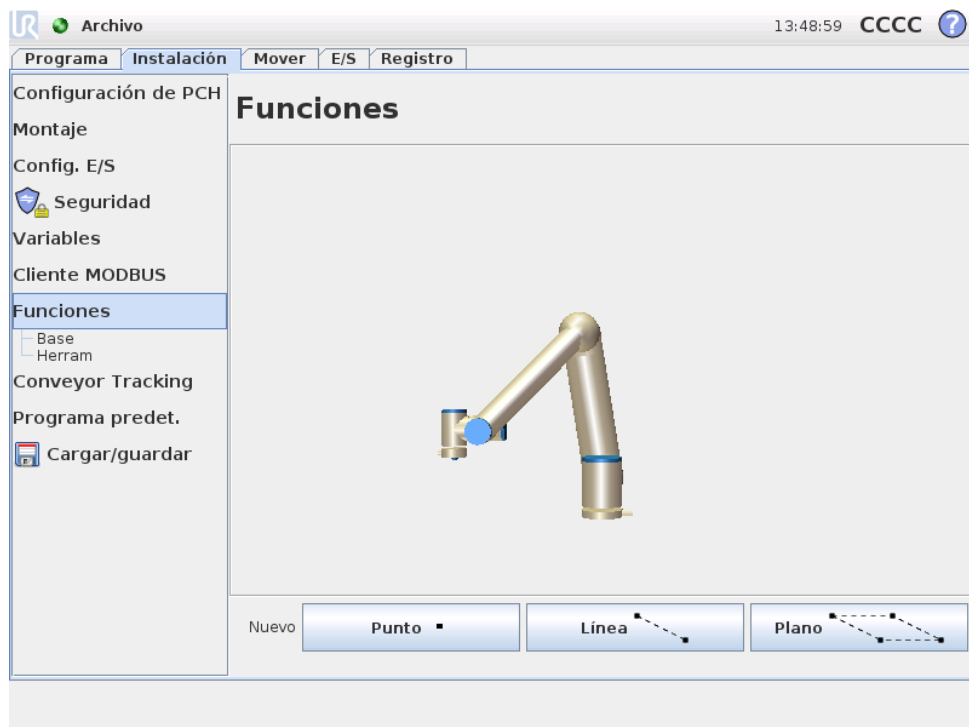 UR Archivo 13:48:59 CCCC ?
Programa Instalación Mover E/S Registro
Configuración de PCH
Montaje
Config. E/S
Seguridad
Variables
Cliente MODBUS
Funciones
Base
Herram
Conveyor Tracking
Programa predet.
Cargar/guardar
Funciones
Nuevo Punto Línea Plano